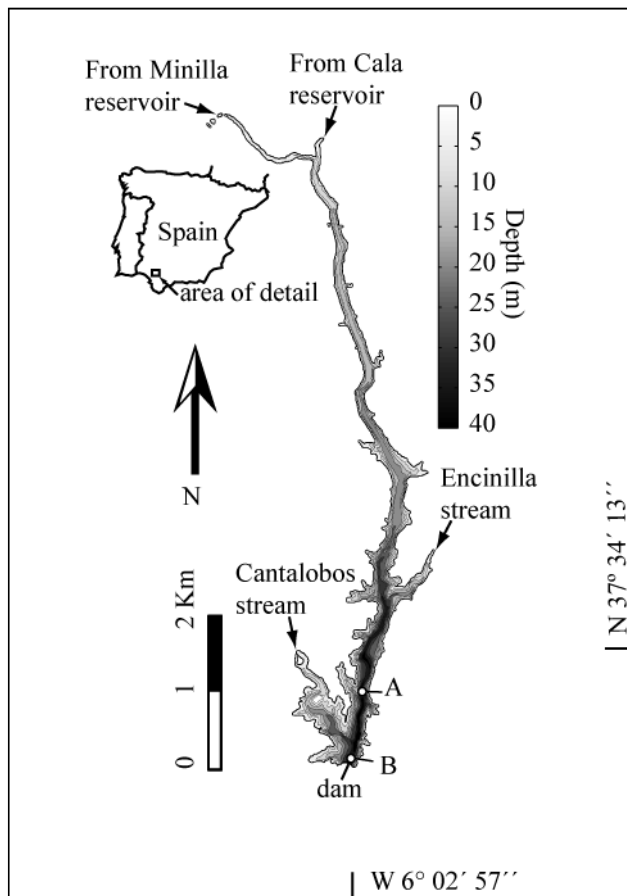 From Minilla
reservoir
From Cala
reservoir
0
5
10
15
20
25
30
35
40
Depth (m)
Spain
area of detail
N
Encinilla
stream
N 37º 34´ 13´´
Cantalobos
stream
2 Km
1
0
A
B
dam
W 6° 02´ 57´´